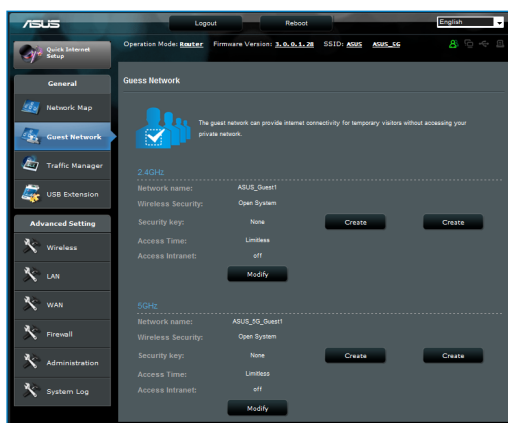 ASUS
Logout
Reboot
English
Quick Internet Setup
Operation Mode: Router Firmware Version: 3.0.0.1.28 SSID: ASUS ASUS_5G
General
Network Map
Guest Network
Traffic Manager
USB Extension
Advanced Setting
Wireless
LAN
WAN
Firewall
Administration
System Log
Guess Network
The guest network can provide internet connectivity for temporary visitors without accessing your
private network.
2.4GHz
Network name: ASUS_Guest1
Wireless Security: Open System
Security key: None Create Create
Access Time: Limitless
Access Intranet: off
Modify
5GHz
Network name: ASUS_5G_Guest1
Wireless Security: Open System
Security key: None Create Create
Access Time: Limitless
Access Intranet: off
Modify